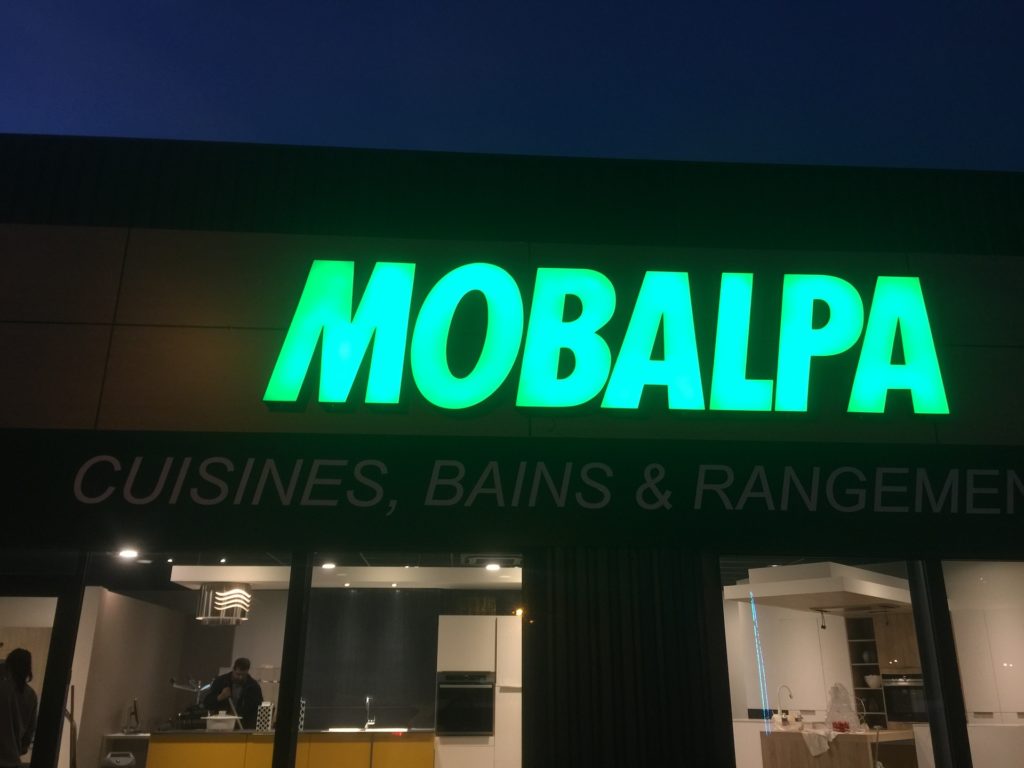 MOBALPA
CUISINES, BAINS & RANGEMEN